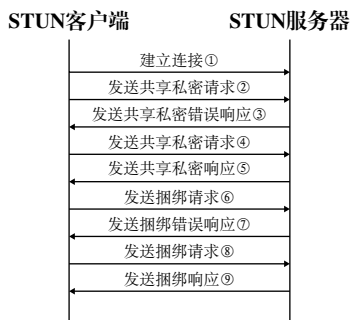 STUN客户端 STUN服务器
建立连接①
发送共享私密请求②
发送共享私密错误响应③
发送共享私密请求④
发送共享私密响应⑤
发送捆绑请求⑥
发送捆绑错误响应⑦
发送捆绑请求⑧
发送捆绑响应⑨